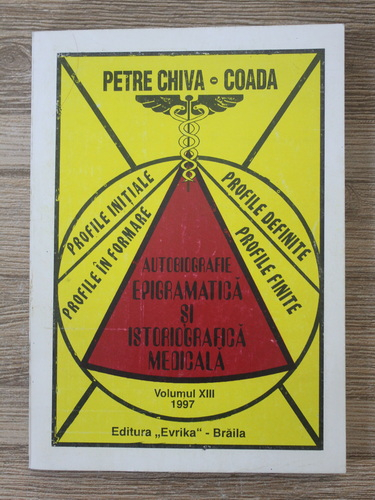 PETRE CHIVA • COADA
PROFILE INIȚIALE
PROFILE ÎN FORMARE
PROFILE DEFINITE
PROFILE FINITE
AUTOBIOGRAFIE
EPIGRAMATICĂ
ȘI
ISTORIOGRAFICĂ
MEDICALĂ
Volumul XIII
1997
Editura „Evrika“ - Brăila